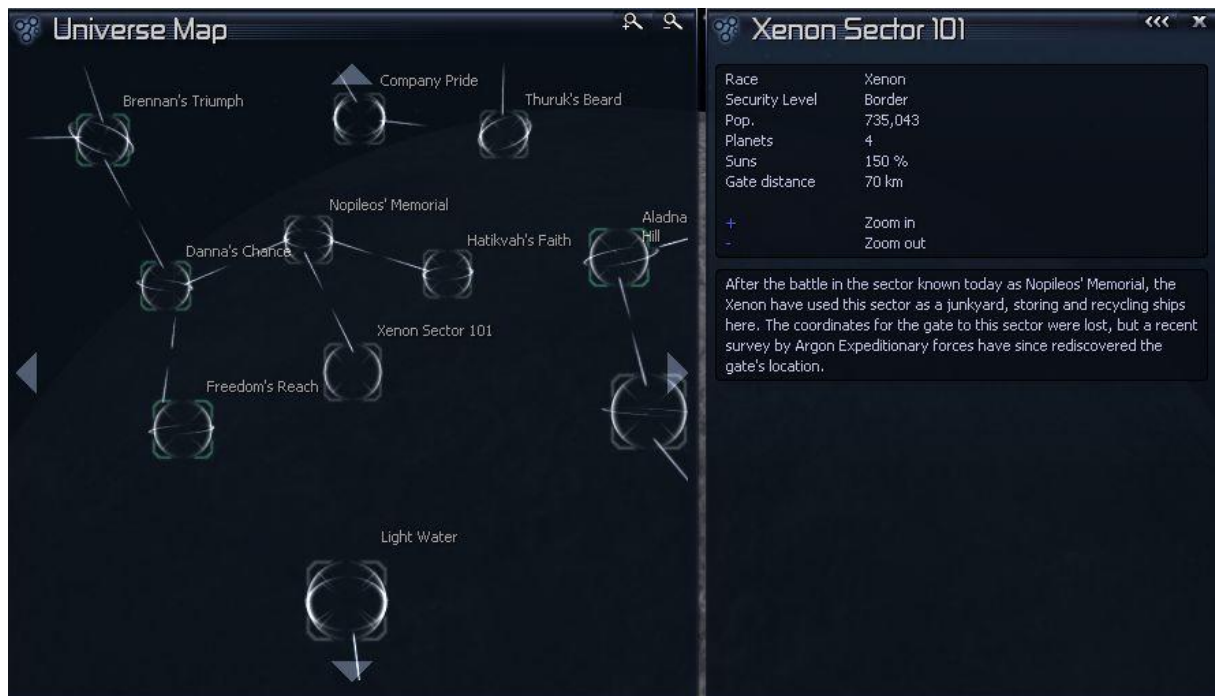 Universe Map
Company Pride
Brennan's Triumph
Thuruk's Beard
Nopileos' Memorial
Aladna
Hill
Hatikvah's Faith
Danna's Chance
Xenon Sector 101
Freedom's Reach
Light Water
Xenon Sector 101
<<< x
Race Xenon
Security Level Border
Pop. 735,043
Planets 4
Suns 150 %
Gate distance 70 km
+ Zoom in
- Zoom out
After the battle in the sector known today as Nopileos' Memorial, the
Xenon have used this sector as a junkyard, storing and recycling ships
here. The coordinates for the gate to this sector were lost, but a recent
survey by Argon Expeditionary forces have since rediscovered the
gate's location.